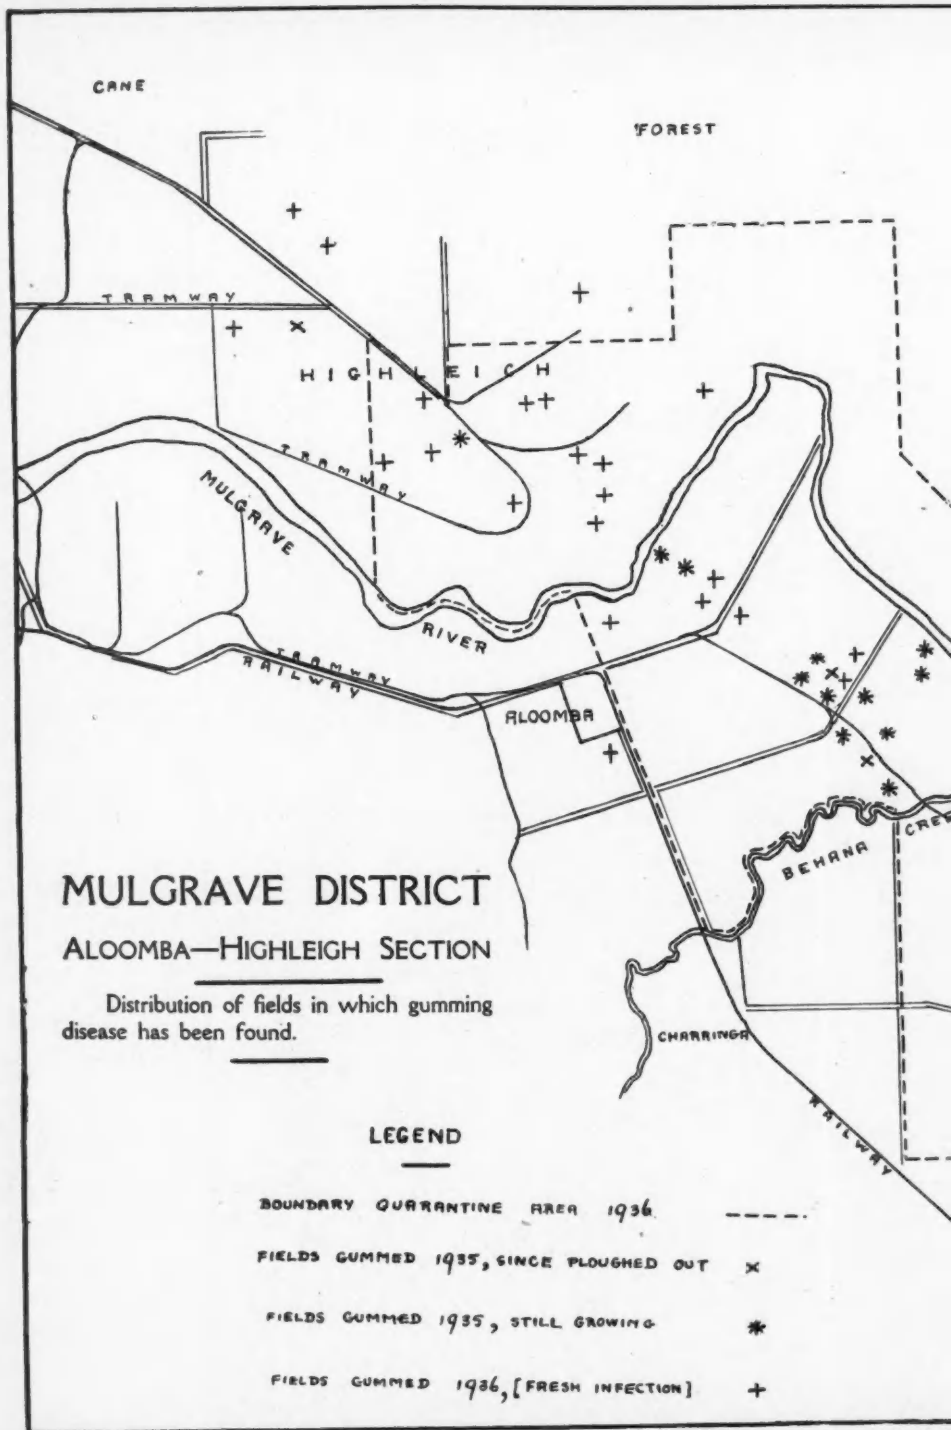 CANE
FOREST
TRAMWAY
HIGHLEIGH
TRAMWAY
MULGRAVE
RIVER
TRAMWAY
RAILWAY
ALOOMBA
BEHANA
CHARRINGA
RAILWAY
MULGRAVE DISTRICT
ALOOMBA—HIGHLEIGH SECTION
Distribution of fields in which gumming
disease has been found.
LEGEND
BOUNDARY QUARANTINE AREA 1936
FIELDS GUMMED 1935, SINCE PLOUGHED OUT ×
FIELDS GUMMED 1935, STILL GROWING *
FIELDS GUMMED 1936, [FRESH INFECTION] +